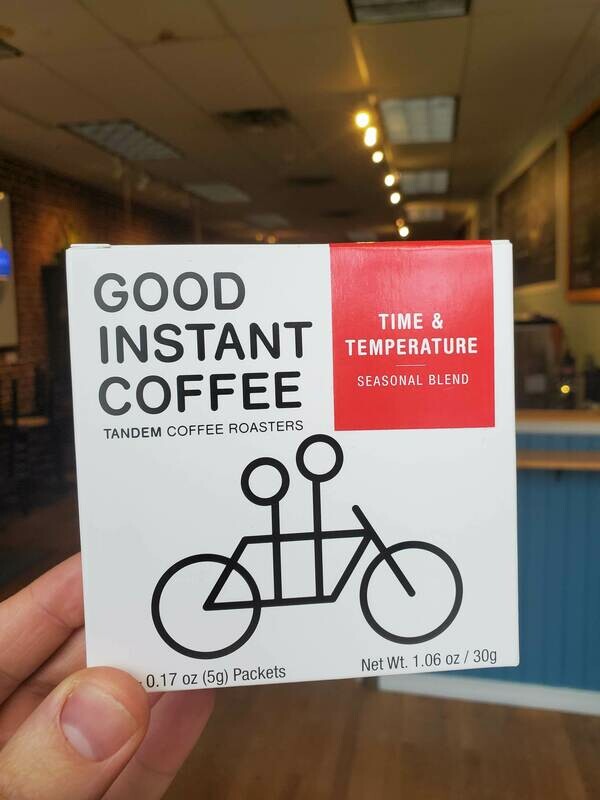 GOOD
INSTANT
COFFEE
TANDEM COFFEE ROASTERS
TIME &
TEMPERATURE
SEASONAL BLEND
- 0.17 oz (5g) Packets
Net Wt. 1.06 oz / 30g